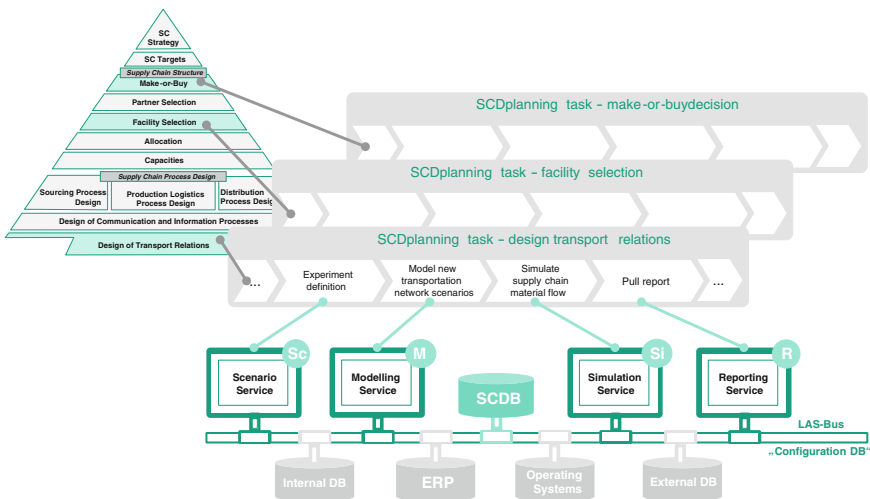 SC
Strategy
SC Targets
Supply Chain Structure
Make-or-Buy
Partner Selection
Facility Selection
Allocation
Capacities
Supply Chain Process Design
Sourcing Process
Design
Production Logistics
Process Design
Distribution
Process Design
Design of Communication and Information Processes
Design of Transport Relations
SCDplanning task – make-or-buydecision
SCDplanning task – facility selection
SCDplanning task – design transport relations
...
Experiment
definition
Model new
transportation
network scenarios
Simulate
supply chain
material flow
Pull report
...
Sc
Scenario
Service
M
Modelling
Service
SCDB
Si
Simulation
Service
R
Reporting
Service
LAS-Bus
„Configuration DB“
Internal DB
ERP
Operating
Systems
External DB